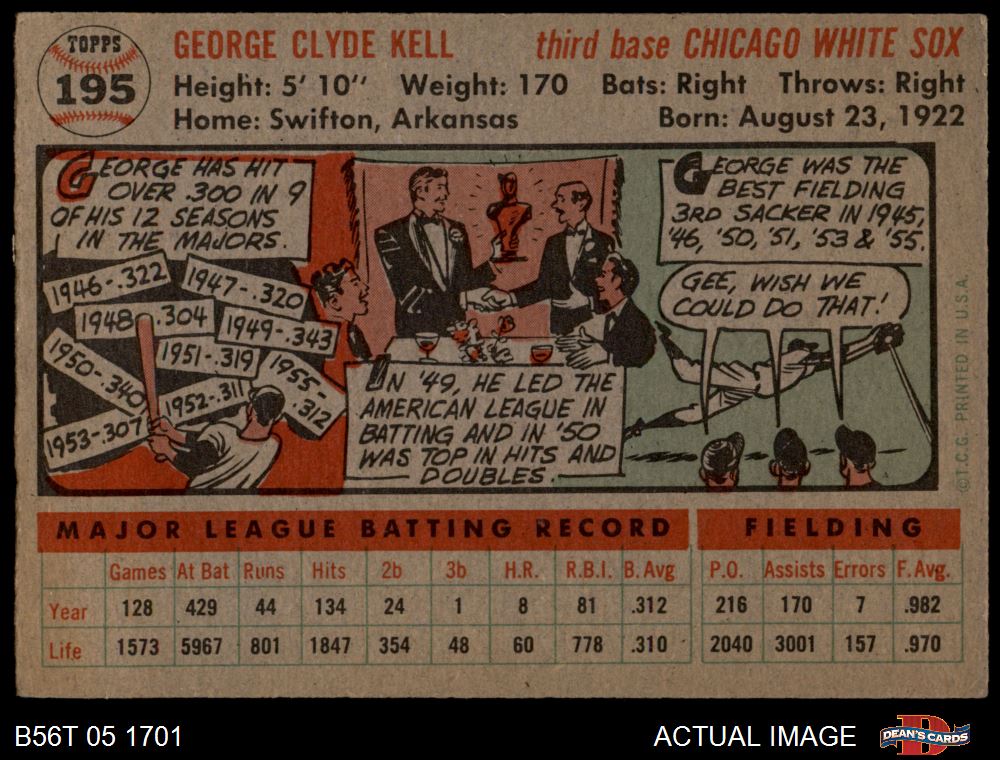 TOPPS
195
GEORGE CLYDE KELL third base CHICAGO WHITE SOX
Height: 5' 10" Weight: 170 Bats: Right Throws: Right
Home: Swifton, Arkansas Born: August 23, 1922
GEORGE HAS HIT
OVER .300 IN 9
OF HIS 12 SEASONS
IN THE MAJORS.
1946-.322
1947-.320
1948-.304
1949-.343
1950-.340
1951-.319
1952-.311
1953-.307
1955-.312
IN '49, HE LED THE
AMERICAN LEAGUE IN
BATTING AND IN '50
WAS TOP IN HITS AND
DOUBLES.
GEORGE WAS THE
BEST FIELDING
3RD SACKER IN 1945,
'46, '50, '51, '53 & '55.
GEE, WISH WE
COULD DO THAT!
©T.C.G. PRINTED IN U.S.A.
MAJOR LEAGUE BATTING RECORD FIELDING
Games At Bat Runs Hits 2b 3b H.R. R.B.I. B. Avg P.O. Assists Errors F. Avg.
Year 128 429 44 134 24 1 8 81 .312 216 170 7 .982
Life 1573 5967 801 1847 354 48 60 778 .310 2040 3001 157 .970
B56T 05 1701 ACTUAL IMAGE D DEAN'S CARDS